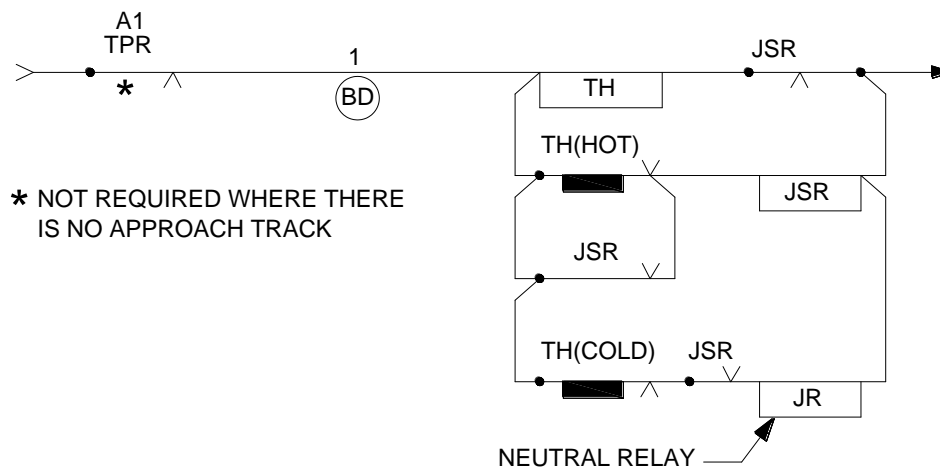 A1
TPR
1
BD
JSR
TH
TH(HOT)
JSR
* NOT REQUIRED WHERE THERE
IS NO APPROACH TRACK
JSR
TH(COLD)
JSR
JR
NEUTRAL RELAY